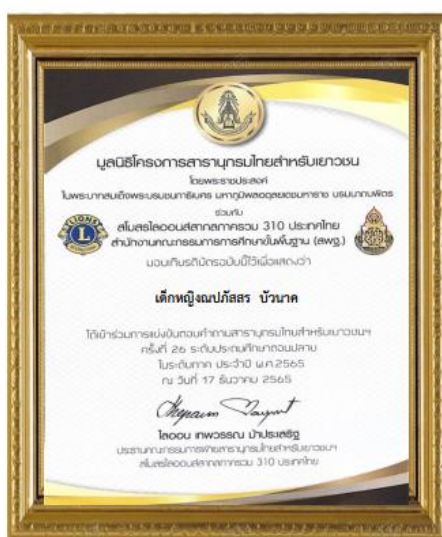 มูลนิธิโครงการสารานุกรมไทยสำหรับเยาวชน
โดยพระราชประสงค์
ในพระบาทสมเด็จพระบรมชนกาธิเบศร มหาภูมิพลอดุลยเดชมหาราช บรมนาถบพิตร
ร่วมกับ
สโมสรไลออนส์สากลภาครวม 310 ประเทศไทย
สำนักงานคณะกรรมการการศึกษาขั้นพื้นฐาน (สพฐ.)
LIONS
INTERNATIONAL
มอบเกียรติบัตรฉบับนี้ไว้เพื่อแสดงว่า
เด็กหญิงณปภัสสร บัวนาค
ได้เข้าร่วมการแข่งขันตอบคำถามสารานุกรมไทยสำหรับเยาวชนฯ
ครั้งที่ 26 ระดับประถมศึกษาตอนปลาย
ในระดับภาค ประจำปี พ.ศ.2565
ณ วันที่ 17 ธันวาคม 2565
ไลออน เทพวรรณ ม้าประเสริฐ
ประธานคณะกรรมการฝ่ายสารานุกรมไทยสำหรับเยาวชนฯ
สโมสรไลออนส์สากลภาครวม 310 ประเทศไทย